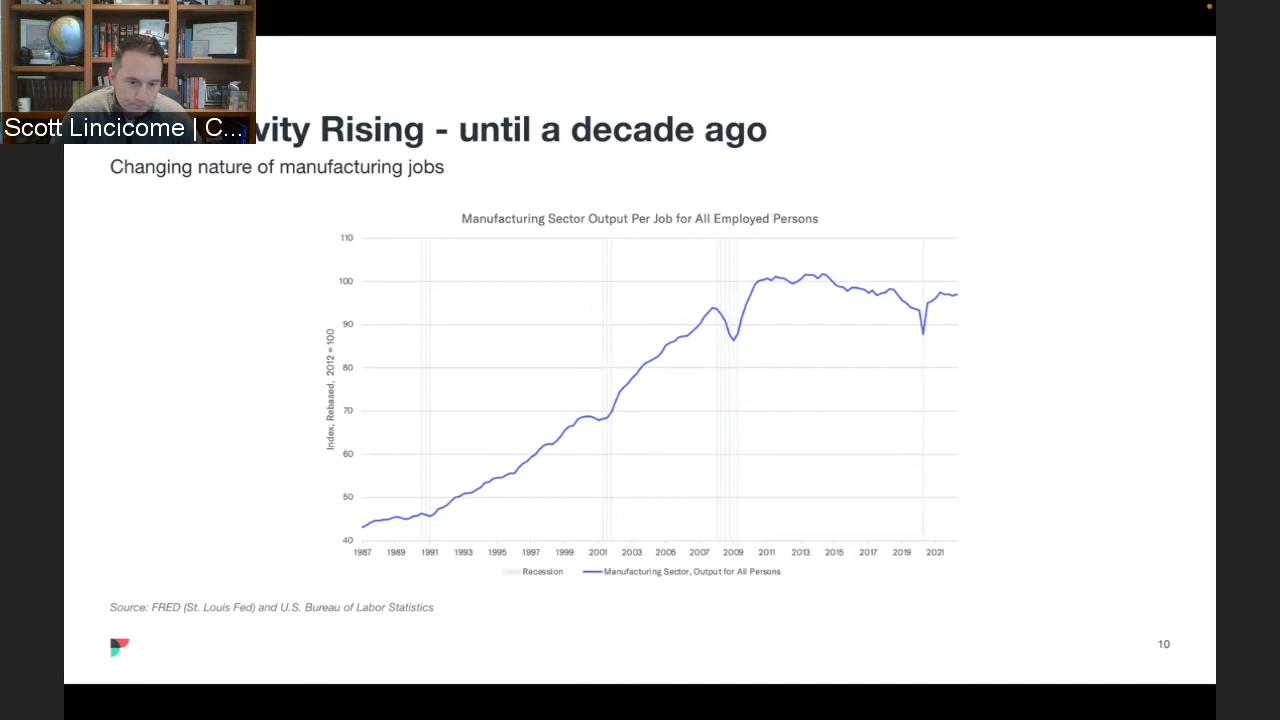 Scott Lincicome | C...
vity Rising - until a decade ago
Changing nature of manufacturing jobs
Manufacturing Sector Output Per Job for All Employed Persons
Index, Rebased, 2012 = 100
110
100
90
80
70
60
50
40
1987 1989 1991 1993 1995 1997 1999 2001 2003 2005 2007 2009 2011 2013 2015 2017 2019 2021
Recession Manufacturing Sector, Output for All Persons
Source: FRED (St. Louis Fed) and U.S. Bureau of Labor Statistics
10